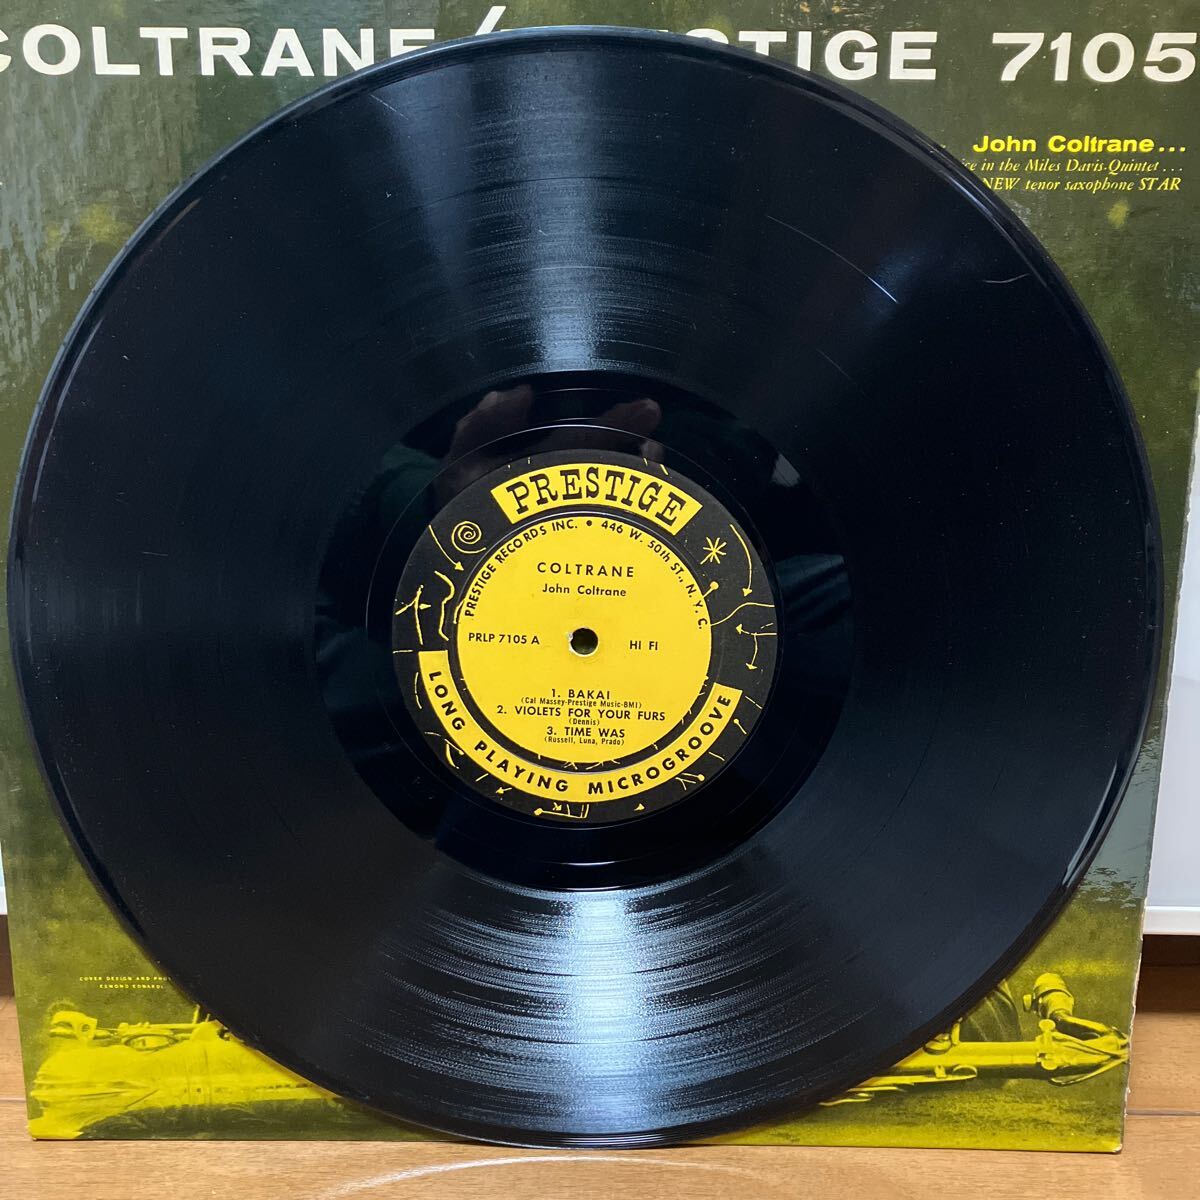 COLTRANE/PRESTIGE 7105
John Coltrane...
in the Miles Davis Quintet...
NEW tenor saxophone STAR
PRESTIGE
PRESTIGE RECORDS INC. • 446 W. 50th ST., N.Y.C.
COLTRANE
John Coltrane
PRLP 7105 A
HI FI
1. BAKAI
(Cal Massey-Prestige Music-BMI)
2. VIOLETS FOR YOUR FURS
(Dennis)
3. TIME WAS
(Russell, Luna, Prado)
LONG PLAYING MICROGROOVE
COVER DESIGN AND
ESMOND EDWARDS